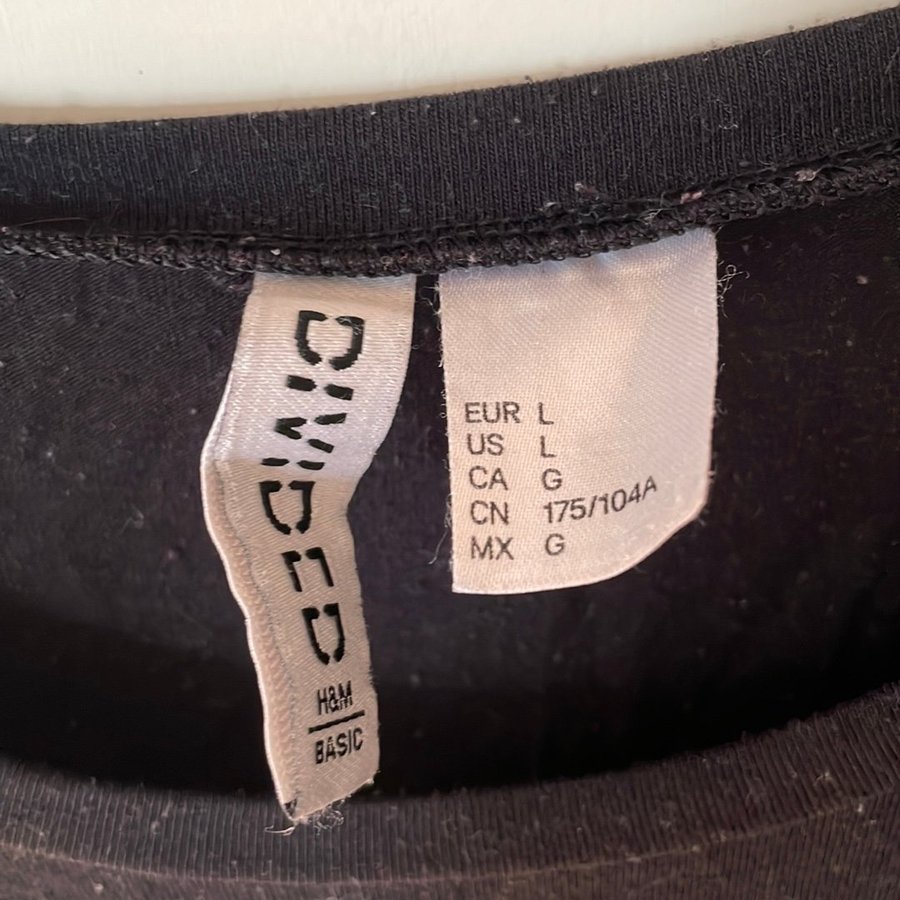 DIVIDED
H&M
BASIC
EUR L
US L
CA G
CN 175/104A
MX G